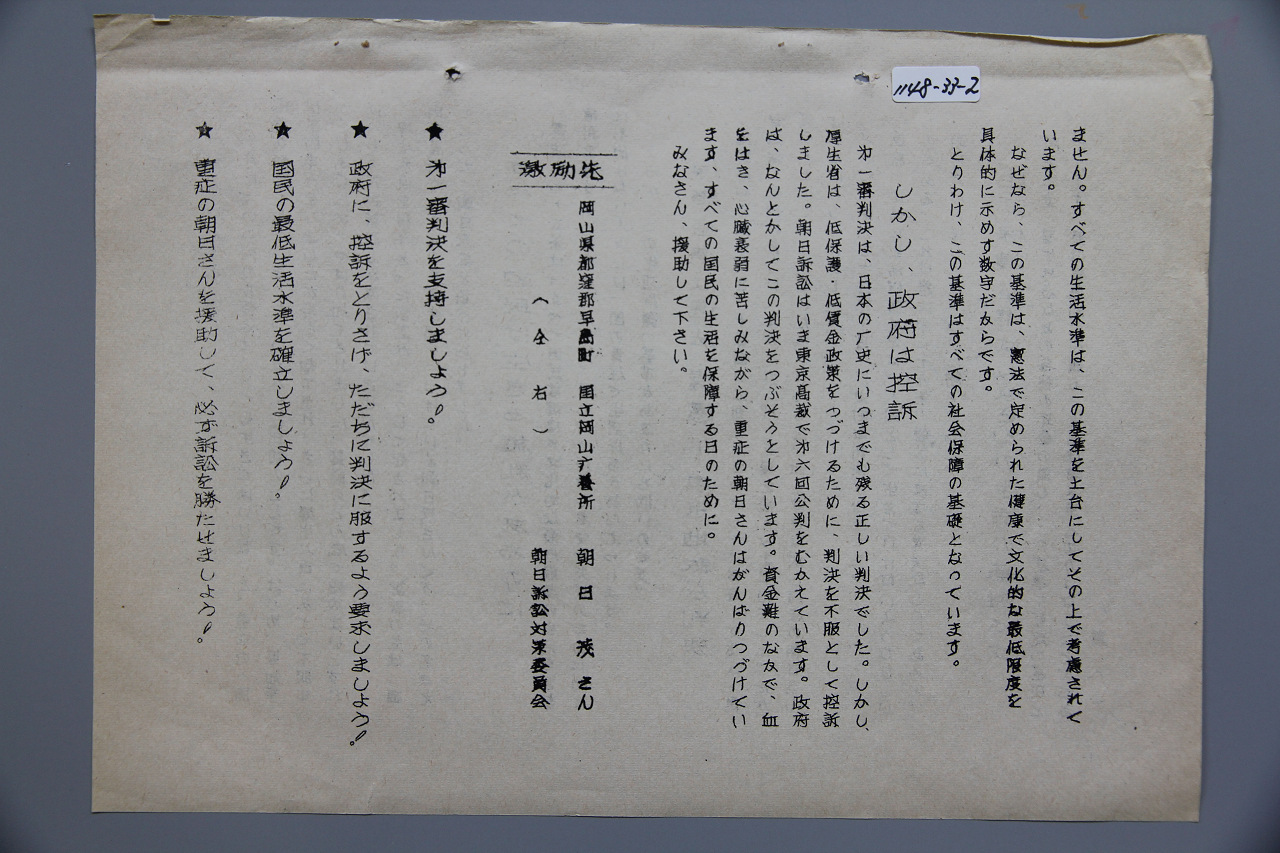 1148-33-2
ません。すべての生活水準は、この基準を土台にしてその上で考慮されて
います。
なぜなら、この基準は、憲法で定められた健康で文化的な最低限度を
具体的に示めす数字だからです。
とりわけ、この基準はすべての社会保障の基礎となっています。
しかし、政府は控訴
才一審判決は、日本の厂史にいつまでも残る正しい判決でした。しかし、
厚生省は、低保護・低賃金政策をつづけるために、判決を不服として控訴
しました。朝日訴訟はいま東京高裁で才六回公判をむかえています。政府
は、なんとかしてこの判決をつぶそうとしています。資金難のなかで、血
をはき、心臓衰弱に苦しみながら、重症の朝日さんはがんばりつづけてい
ます、すべての国民の生活を保障する日のために。
みなさん、援助して下さい。
激励先
岡山県都窪郡早島町 国立岡山疒養所 朝日 茂さん
(仝右) 朝日訴訟対策委員会
★ 才一審判決を支持しましょう!。
★ 政府に、控訴をとりさげ、ただちに判決に服するよう要求しましょう!。
★ 国民の最低生活水準を確立しましょう!。
★ 重症の朝日さんを援助して、必ず訴訟を勝たせましょう!。